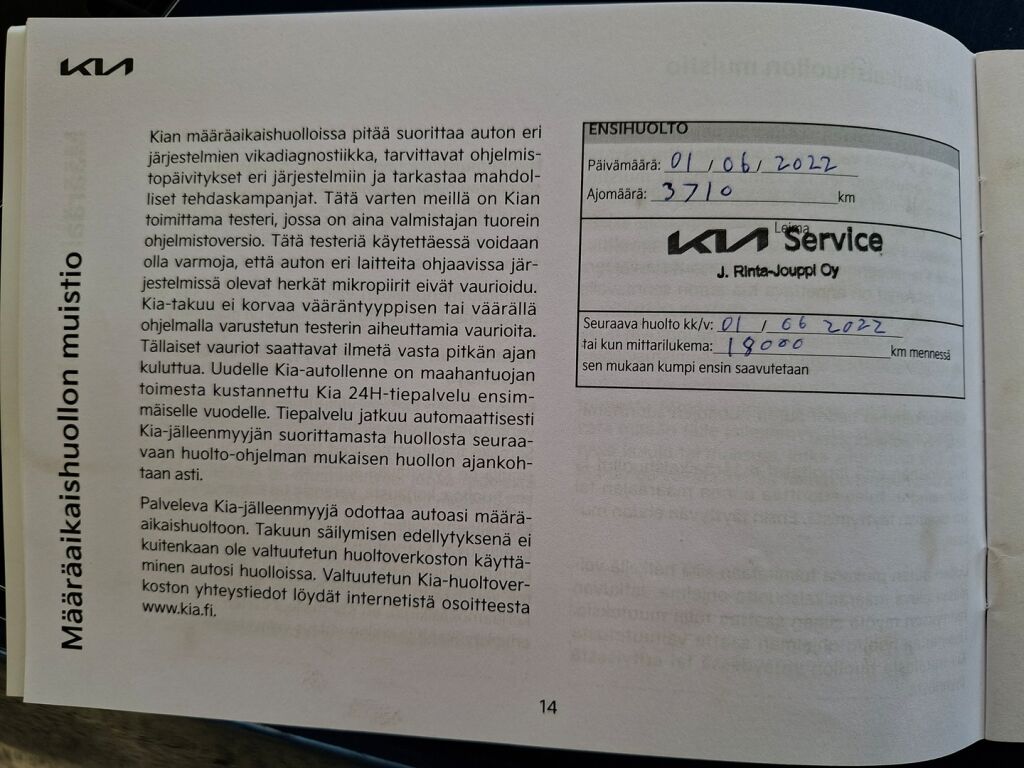 KIA
Määräaikaishuollon muistio
Kian määräaikaishuolloissa pitää suorittaa auton eri
järjestelmien vikadiagnostiikka, tarvittavat ohjelmis-
topäivitykset eri järjestelmiin ja tarkastaa mahdol-
liset tehdaskampanjat. Tätä varten meillä on Kian
toimittama testeri, jossa on aina valmistajan tuorein
ohjelmistoversio. Tätä testeriä käytettäessä voidaan
olla varmoja, että auton eri laitteita ohjaavissa jär-
jestelmissä olevat herkät mikropiirit eivät vaurioidu.
Kia-takuu ei korvaa vääräntyyppisen tai väärällä
ohjelmalla varustetun testerin aiheuttamia vaurioita.
Tällaiset vauriot saattavat ilmetä vasta pitkän ajan
kuluttua. Uudelle Kia-autollenne on maahantuojan
toimesta kustannettu Kia 24H-tiepalvelu ensim-
mäiselle vuodelle. Tiepalvelu jatkuu automaattisesti
Kia-jälleenmyyjän suorittamasta huollosta seuraa-
vaan huolto-ohjelman mukaisen huollon ajankoh-
taan asti.
Palveleva Kia-jälleenmyyjä odottaa autoasi määrä-
aikaishuoltoon. Takuun säilymisen edellytyksenä ei
kuitenkaan ole valtuutetun huoltoverkoston käyttä-
minen autosi huolloissa. Valtuutetun Kia-huoltover-
koston yhteystiedot löydät internetistä osoitteesta
www.kia.fi.
ENSIHUOLTO
Päivämäärä: 01 / 06 / 2022
Ajomäärä: 3710 km
Leima
KIA Service
J. Rinta-Jouppi Oy
Seuraava huolto kk/v: 01 / 06 2022
tai kun mittarilukema: 18000 km mennessä
sen mukaan kumpi ensin saavutetaan
14